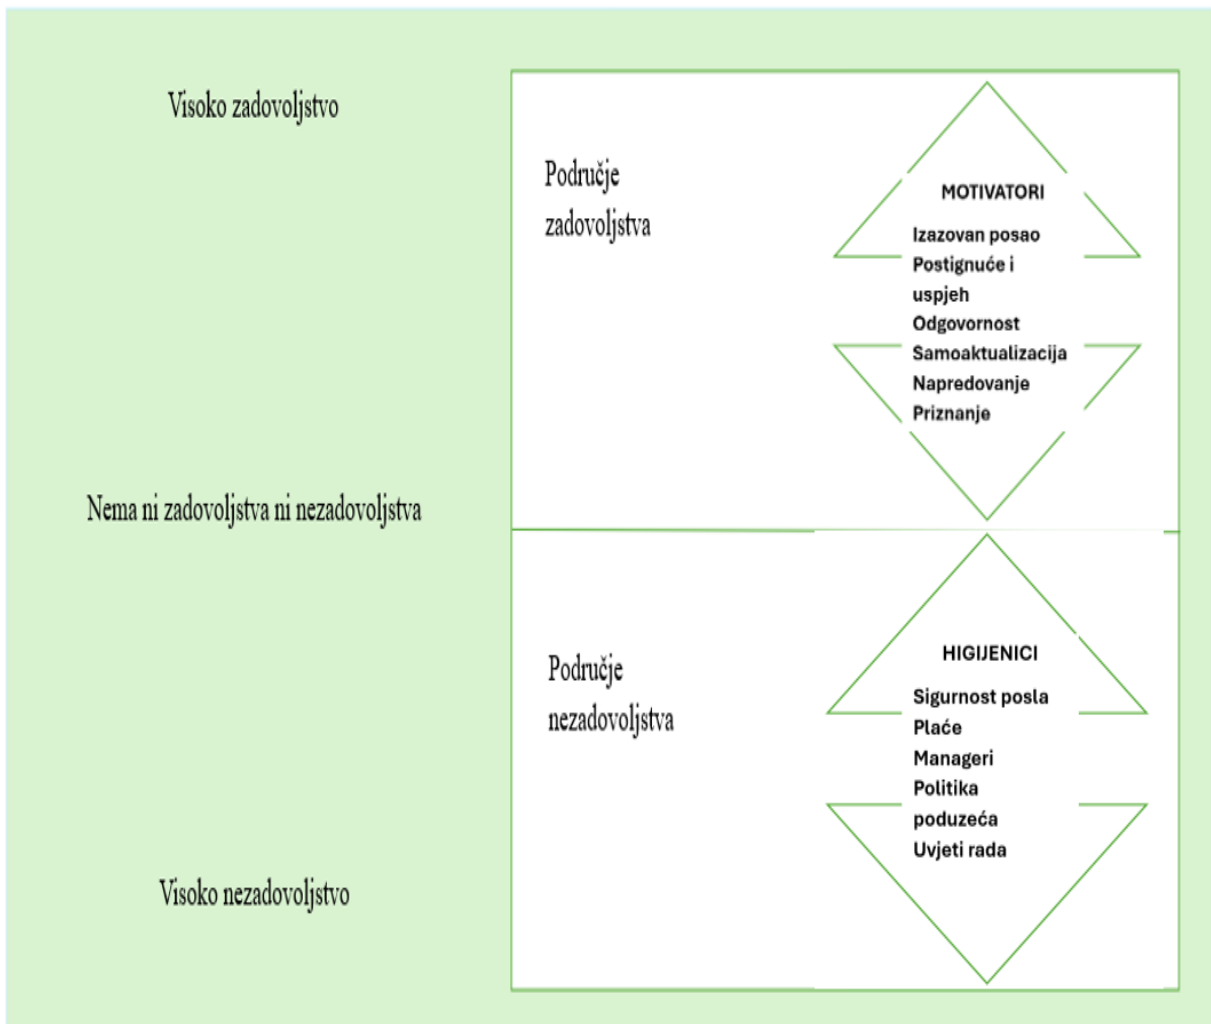 Visoko zadovoljstvo
Područje
zadovoljstva
MOTIVATORI
Izazovan posao
Postignuće i
uspjeh
Odgovornost
Samoaktualizacija
Napredovanje
Priznanje
Nema ni zadovoljstva ni nezadovoljstva
Područje
nezadovoljstva
HIGIJENICI
Sigurnost posla
Plaće
Manageri
Politika
poduzeća
Uvjeti rada
Visoko nezadovoljstvo